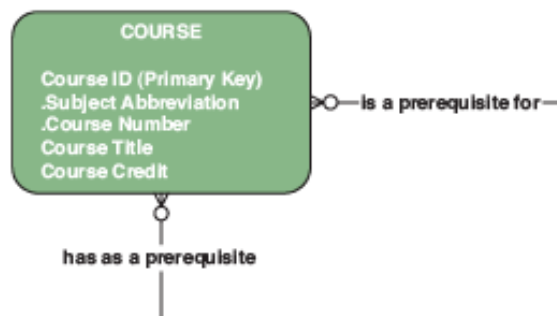 COURSE
Course ID (Primary Key)
.Subject Abbreviation
.Course Number
Course Title
Course Credit
is a prerequisite for
has as a prerequisite